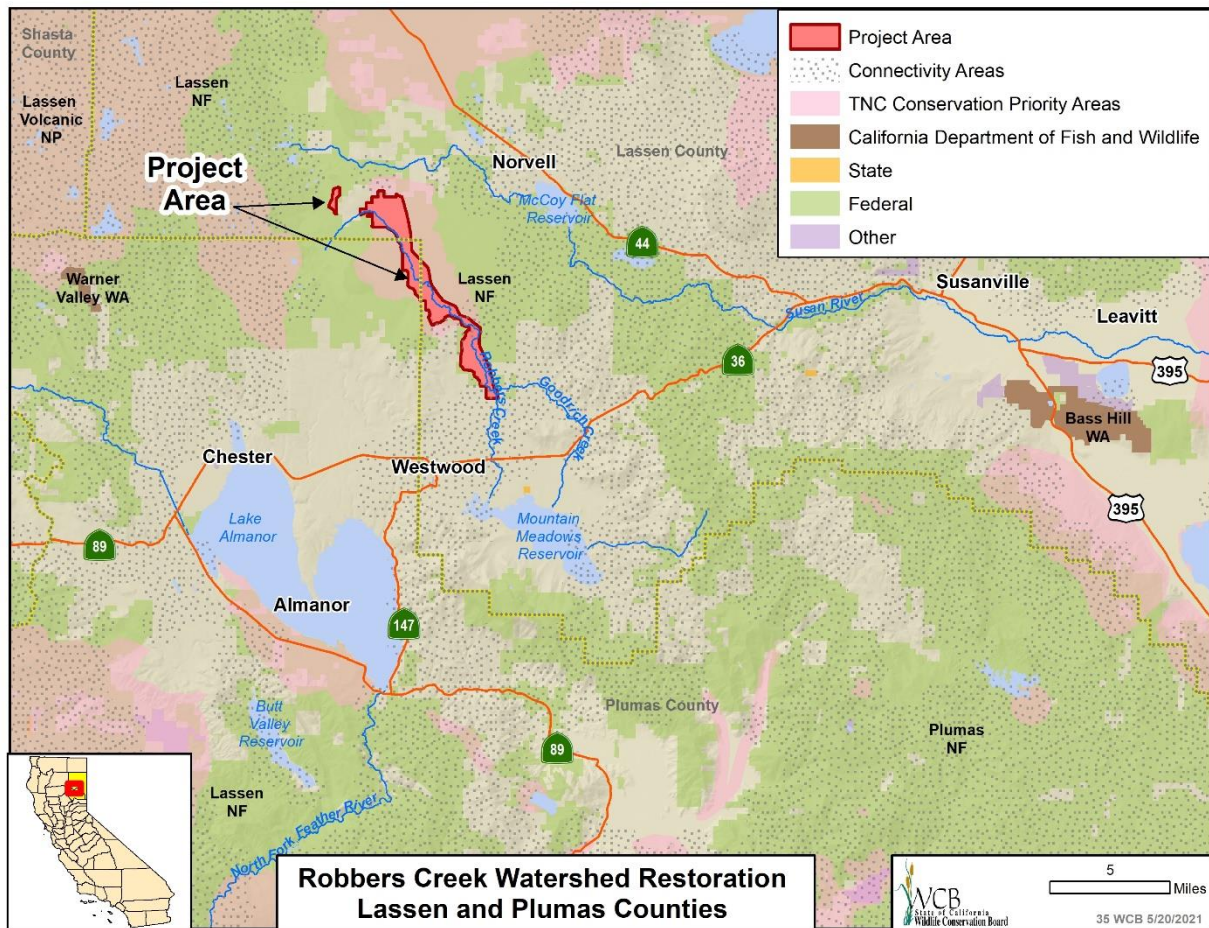 Shasta
County
Lassen
NF
Lassen
Volcanic
NP
Project
Area
Norvell
Lassen County
McCoy Flat
Reservoir
44
Warner
Valley WA
Lassen
NF
Susanville
Leavitt
Susan River
395
36
Robbers Creek
Goodrich Creek
Bass Hill
WA
Chester
Westwood
395
Lake
Almanor
Mountain
Meadows
Reservoir
89
Almanor
147
Butt
Valley
Reservoir
Plumas County
Plumas
NF
89
Lassen
NF
North Fork Feather River
Project Area
Connectivity Areas
TNC Conservation Priority Areas
California Department of Fish and Wildlife
State
Federal
Other
Robbers Creek Watershed Restoration
Lassen and Plumas Counties
WCB
State of California
Wildlife Conservation Board
5
Miles
35 WCB 5/20/2021